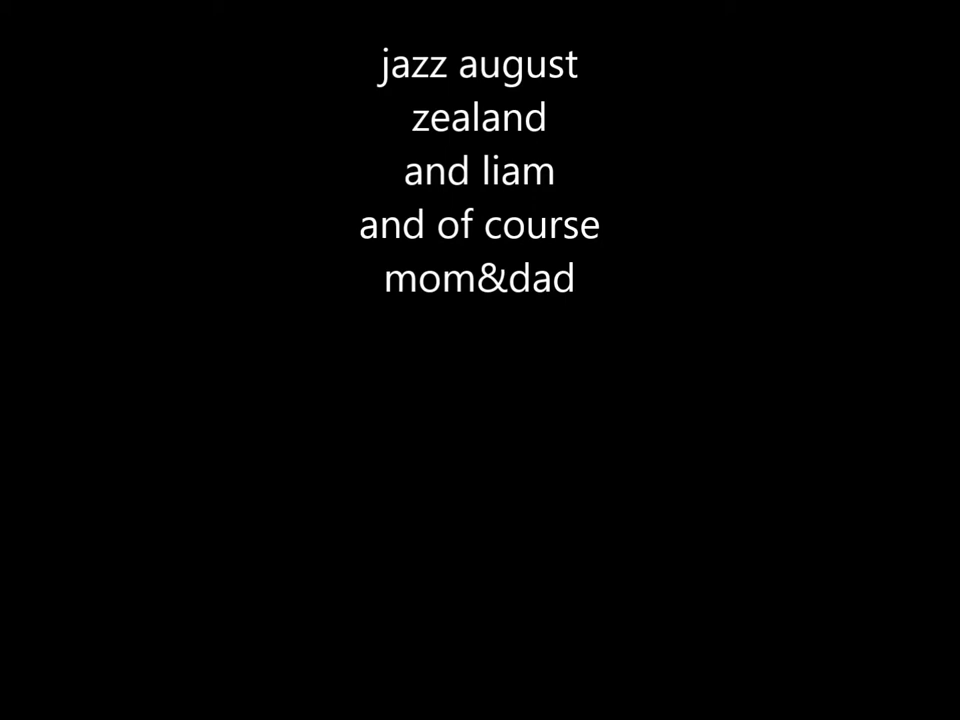 jazz august
zealand
and liam
and of course
mom&dad